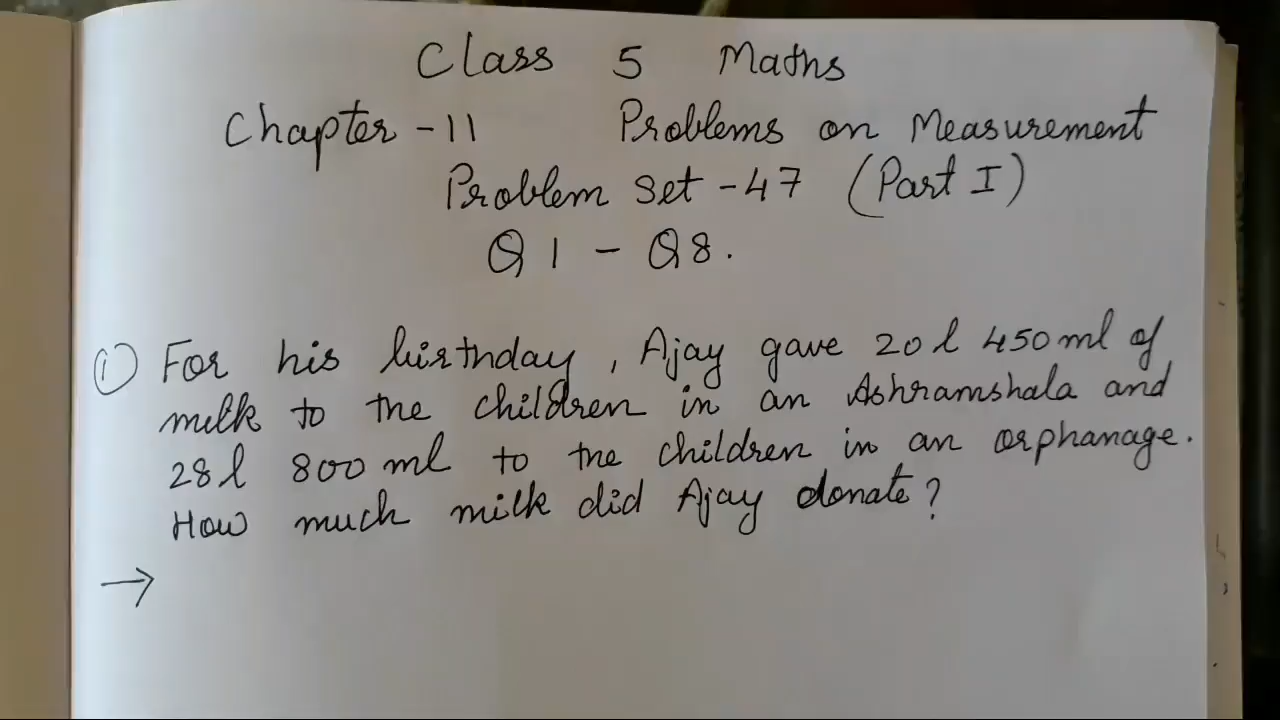 Class 5 Maths
Chapter - 11 Problems on Measurement
Problem set - 47 (Part I)
Q 1 - Q 8.
① For his birthday, Ajay gave 20 l 450 ml of
milk to the children in an Ashramshala and
28 l 800 ml to the children in an orphanage.
How much milk did Ajay donate?
→